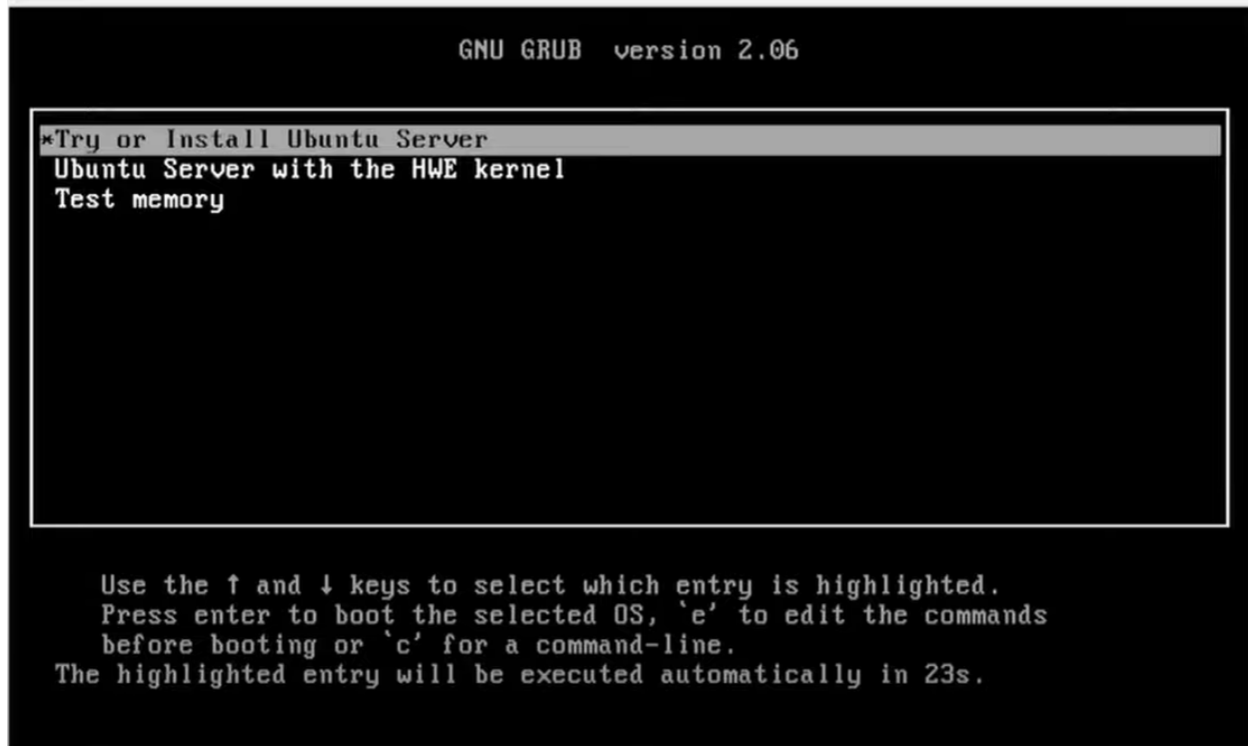 GNU GRUB  version 2.06
*Try or Install Ubuntu Server
Ubuntu Server with the HWE kernel
Test memory
Use the ↑ and ↓ keys to select which entry is highlighted.
Press enter to boot the selected OS, `e' to edit the commands
before booting or `c' for a command-line.
The highlighted entry will be executed automatically in 23s.